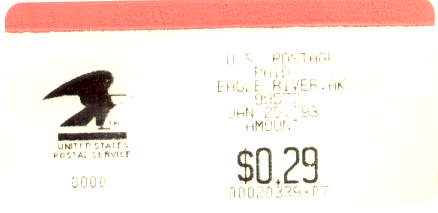 UNITED STATES
POSTAL SERVICE
0000
U.S. POSTAGE
PAID
EAGLE RIVER,AK
JAN 25,'93
AMOUNT
$0.29
00020339-07